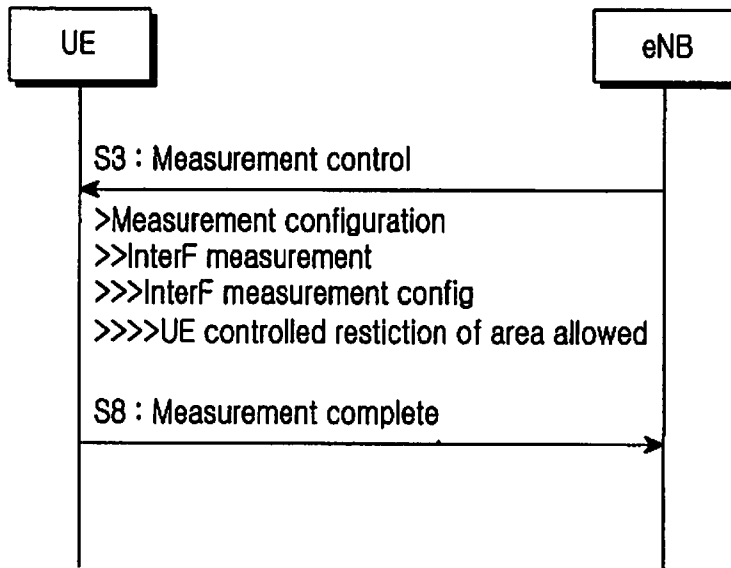 UE
eNB
S3 : Measurement control
>Measurement configuration
>>InterF measurement
>>>InterF measurement config
>>>>UE controlled restiction of area allowed
S8 : Measurement complete